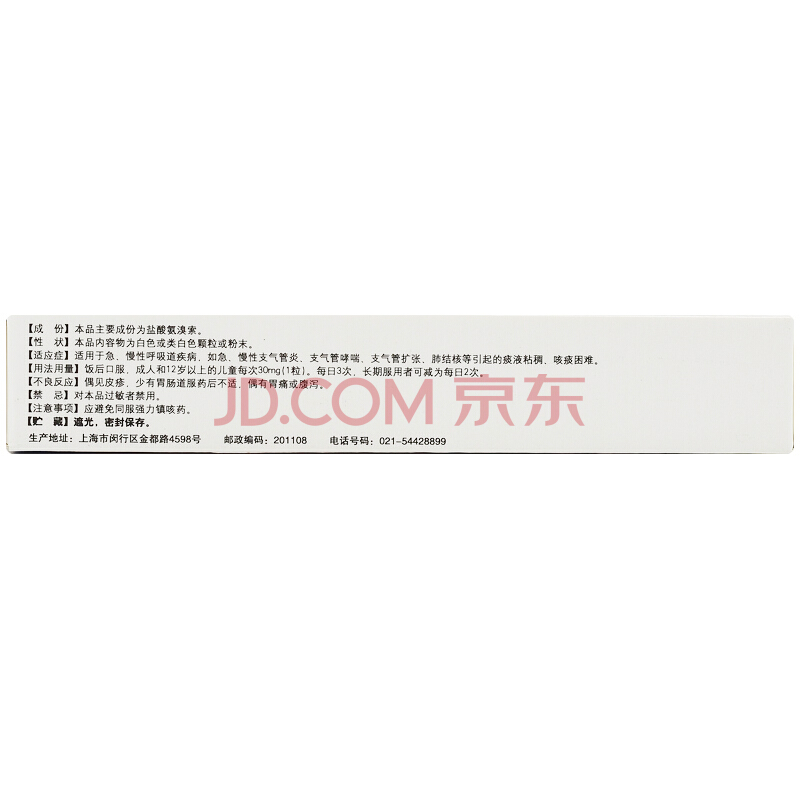 【成　份】本品主要成份为盐酸氨溴索。
【性　状】本品内容物为白色或类白色颗粒或粉末。
【适应症】适用于急、慢性呼吸道疾病，如急、慢性支气管炎、支气管哮喘、支气管扩张、肺结核等引起的痰液粘稠、咳痰困难。
【用法用量】饭后口服，成人和12岁以上的儿童每次30mg(1粒)。每日3次，长期服用者可减为每日2次。
【不良反应】偶见皮疹，少有胃肠道服药后不适，偶有胃痛或腹泻。
【禁　忌】对本品过敏者禁用。
【注意事项】应避免同服强力镇咳药。
【贮　藏】遮光，密封保存。
生产地址：上海市闵行区金都路4598号　邮政编码：201108　电话号码：021-54428899
JD.COM 京东